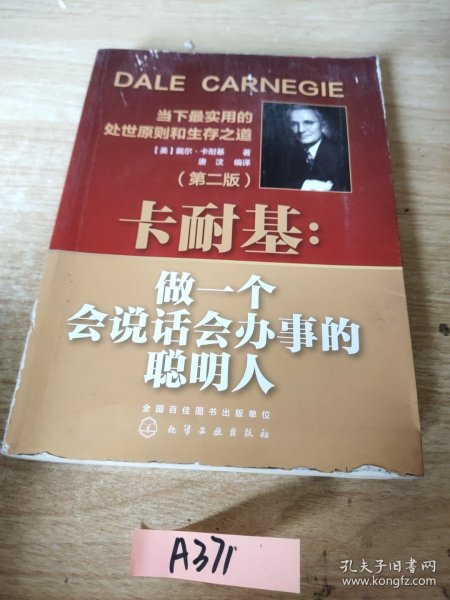 DALE CARNEGIE
当下最实用的
处世原则和生存之道
【美】戴尔·卡耐基 著
唐汶 编译
（第二版）
卡耐基：
做一个
会说话会办事的
聪明人
全国百佳图书出版单位
化学工业出版社
A371
孔夫子旧书网
www.kongfz.com